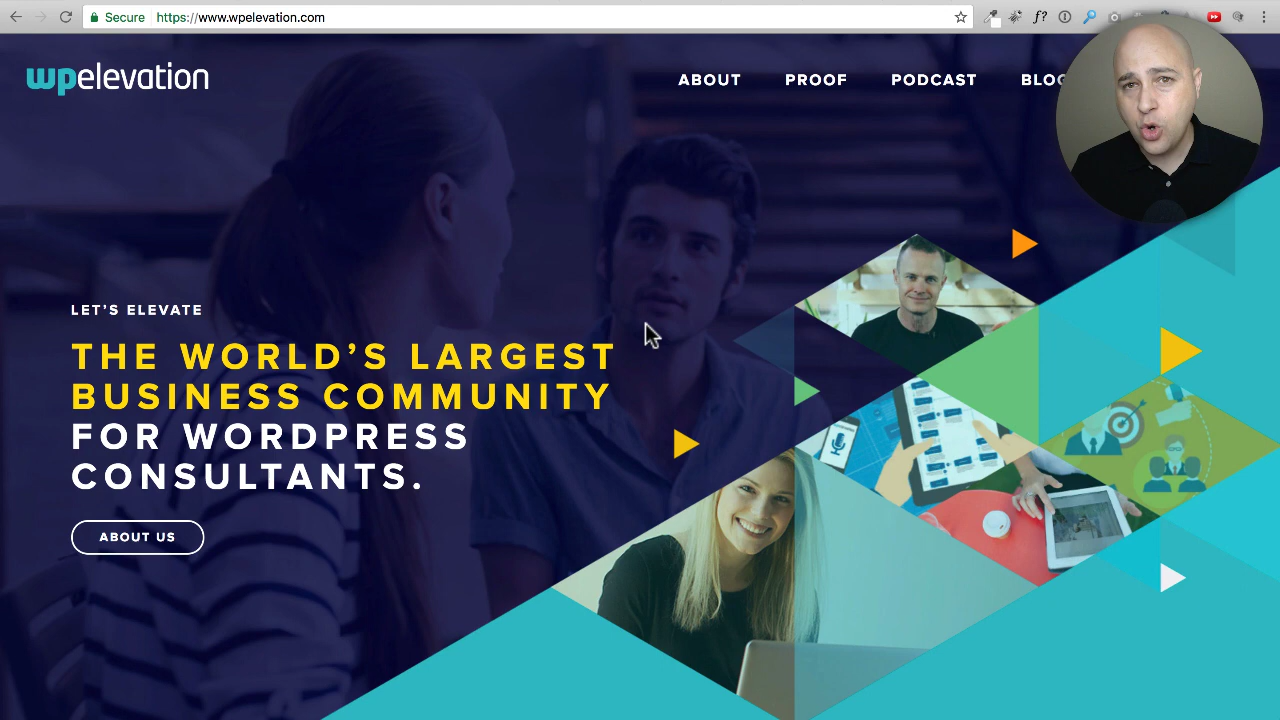 Secure https://www.wpelevation.com
f?
wpelevation
ABOUT PROOF PODCAST BLOG
LET'S ELEVATE
THE WORLD'S LARGEST
BUSINESS COMMUNITY
FOR WORDPRESS
CONSULTANTS.
ABOUT US